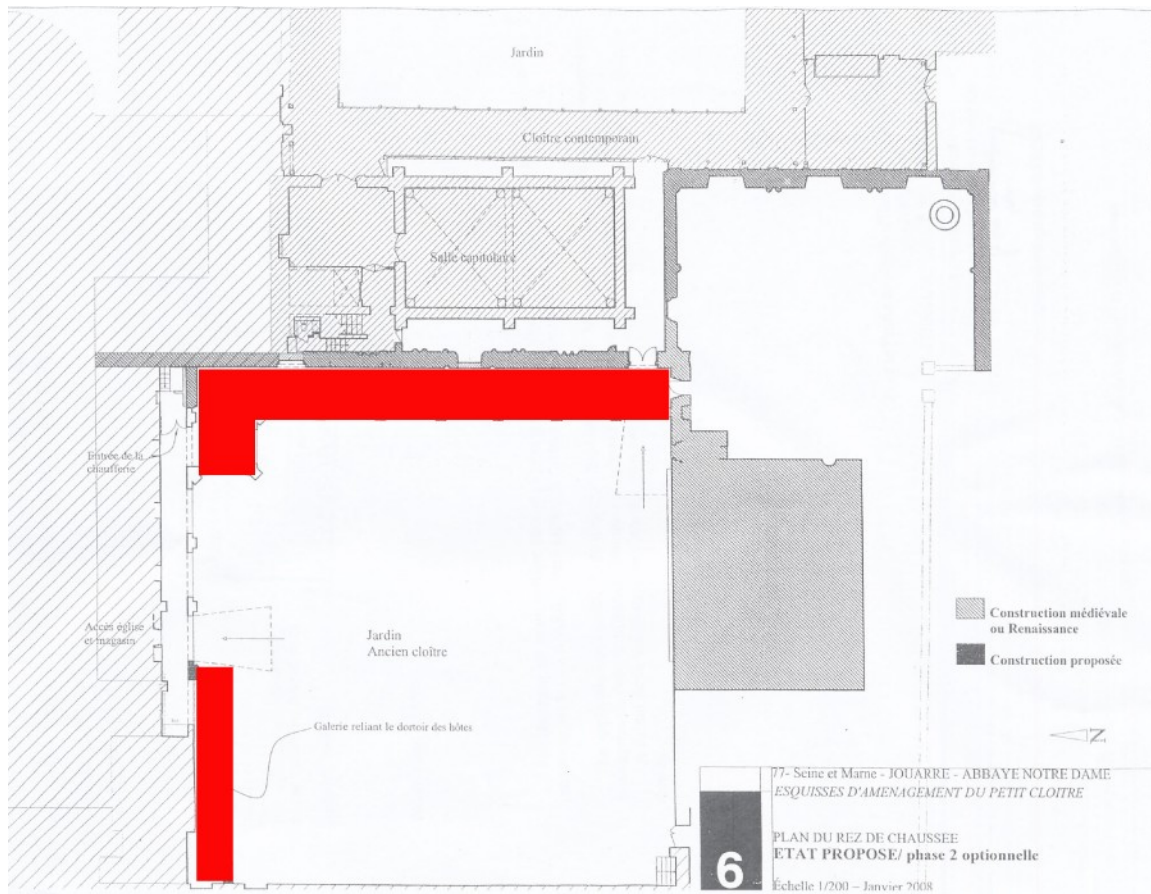 Jardin
Cloître contemporain
Salle capitulaire
Entrée de la
chaufferie
Accès église
et magasin
Jardin
Ancien cloître
Galerie reliant le dortoir des hôtes
Construction médiévale
ou Renaissance
Construction proposée
N
77- Seine et Marne - JOUARRE - ABBAYE NOTRE DAME
ESQUISSES D'AMENAGEMENT DU PETIT CLOITRE
PLAN DU REZ DE CHAUSSEE
ETAT PROPOSE/ phase 2 optionnelle
6
Échelle 1/200 – Janvier 2008